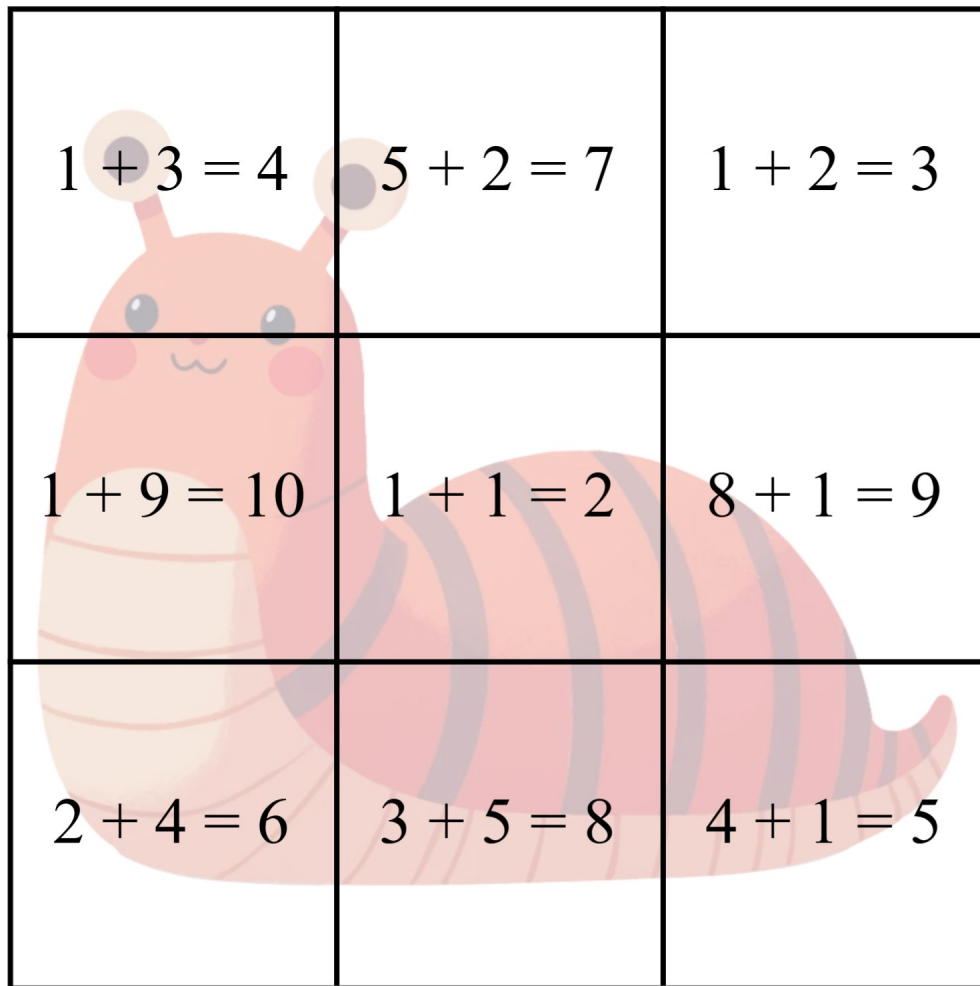 1 + 3 = 4
5 + 2 = 7
1 + 2 = 3
1 + 9 = 10
1 + 1 = 2
8 + 1 = 9
2 + 4 = 6
3 + 5 = 8
4 + 1 = 5